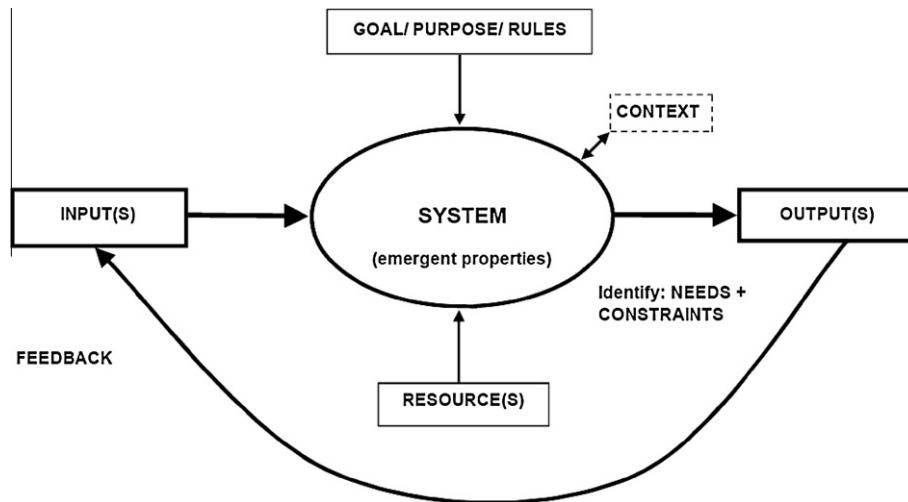 GOAL/ PURPOSE/ RULES
CONTEXT
INPUT(S)
SYSTEM
(emergent properties)
OUTPUT(S)
Identify: NEEDS +
CONSTRAINTS
FEEDBACK
RESOURCE(S)